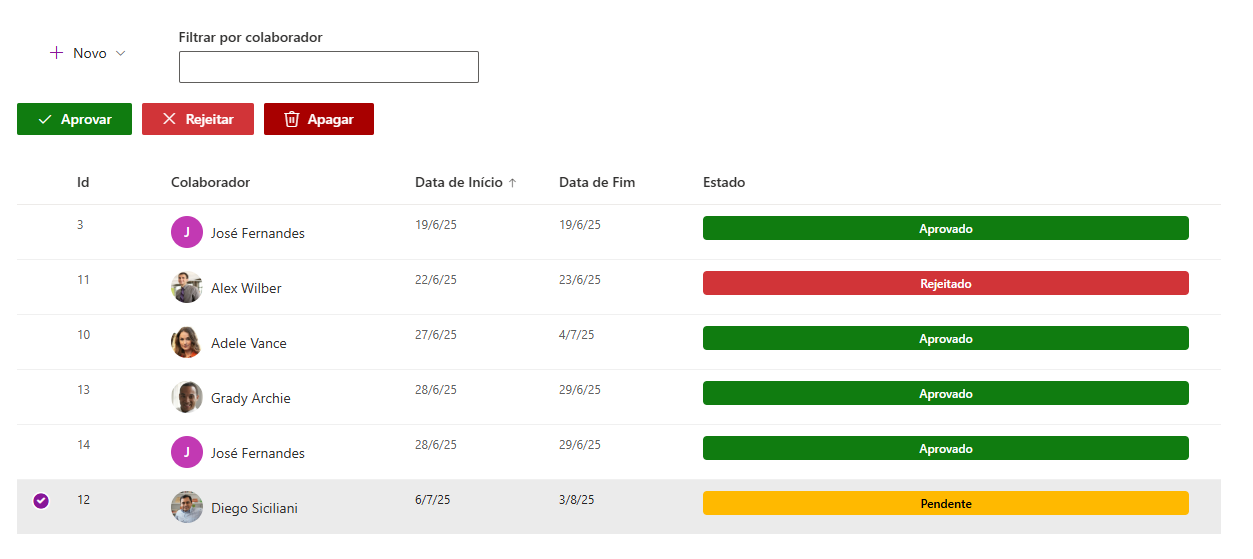 Novo
Filtrar por colaborador
Aprovar Rejeitar Apagar
Id Colaborador Data de Início ↑ Data de Fim Estado
3 J José Fernandes 19/6/25 19/6/25 Aprovado
11 Alex Wilber 22/6/25 23/6/25 Rejeitado
10 Adele Vance 27/6/25 4/7/25 Aprovado
13 Grady Archie 28/6/25 29/6/25 Aprovado
14 J José Fernandes 28/6/25 29/6/25 Aprovado
12 Diego Siciliani 6/7/25 3/8/25 Pendente